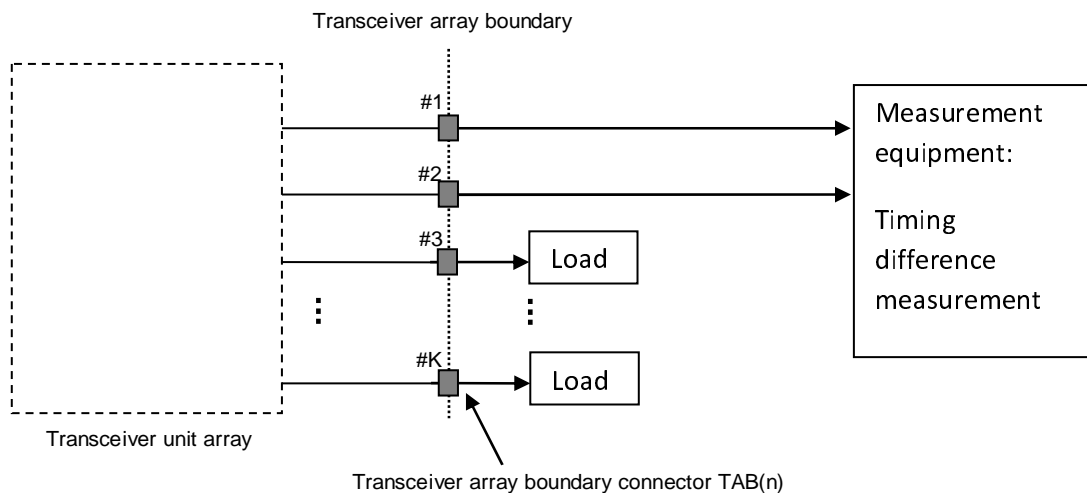 Transceiver array boundary
#1
#2
#3
#K
Measurement
equipment:
Timing
difference
measurement
Load
Load
Transceiver unit array
Transceiver array boundary connector TAB(n)